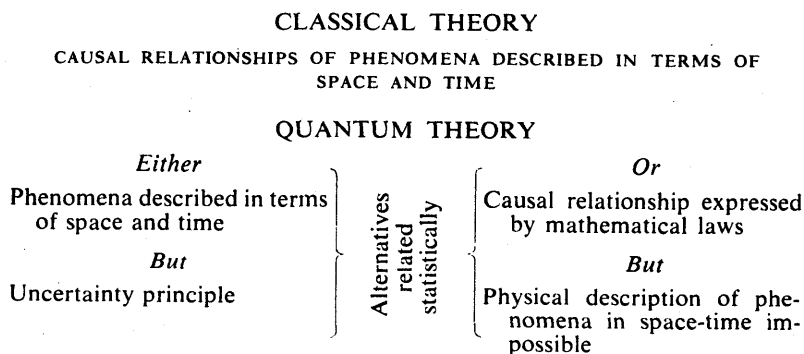 CLASSICAL THEORY
CAUSAL RELATIONSHIPS OF PHENOMENA DESCRIBED IN TERMS OF
SPACE AND TIME
QUANTUM THEORY
Either
Phenomena described in terms
of space and time
But
Uncertainty principle
Alternatives
related
statistically
Or
Causal relationship expressed
by mathematical laws
But
Physical description of phe-
nomena in space-time im-
possible